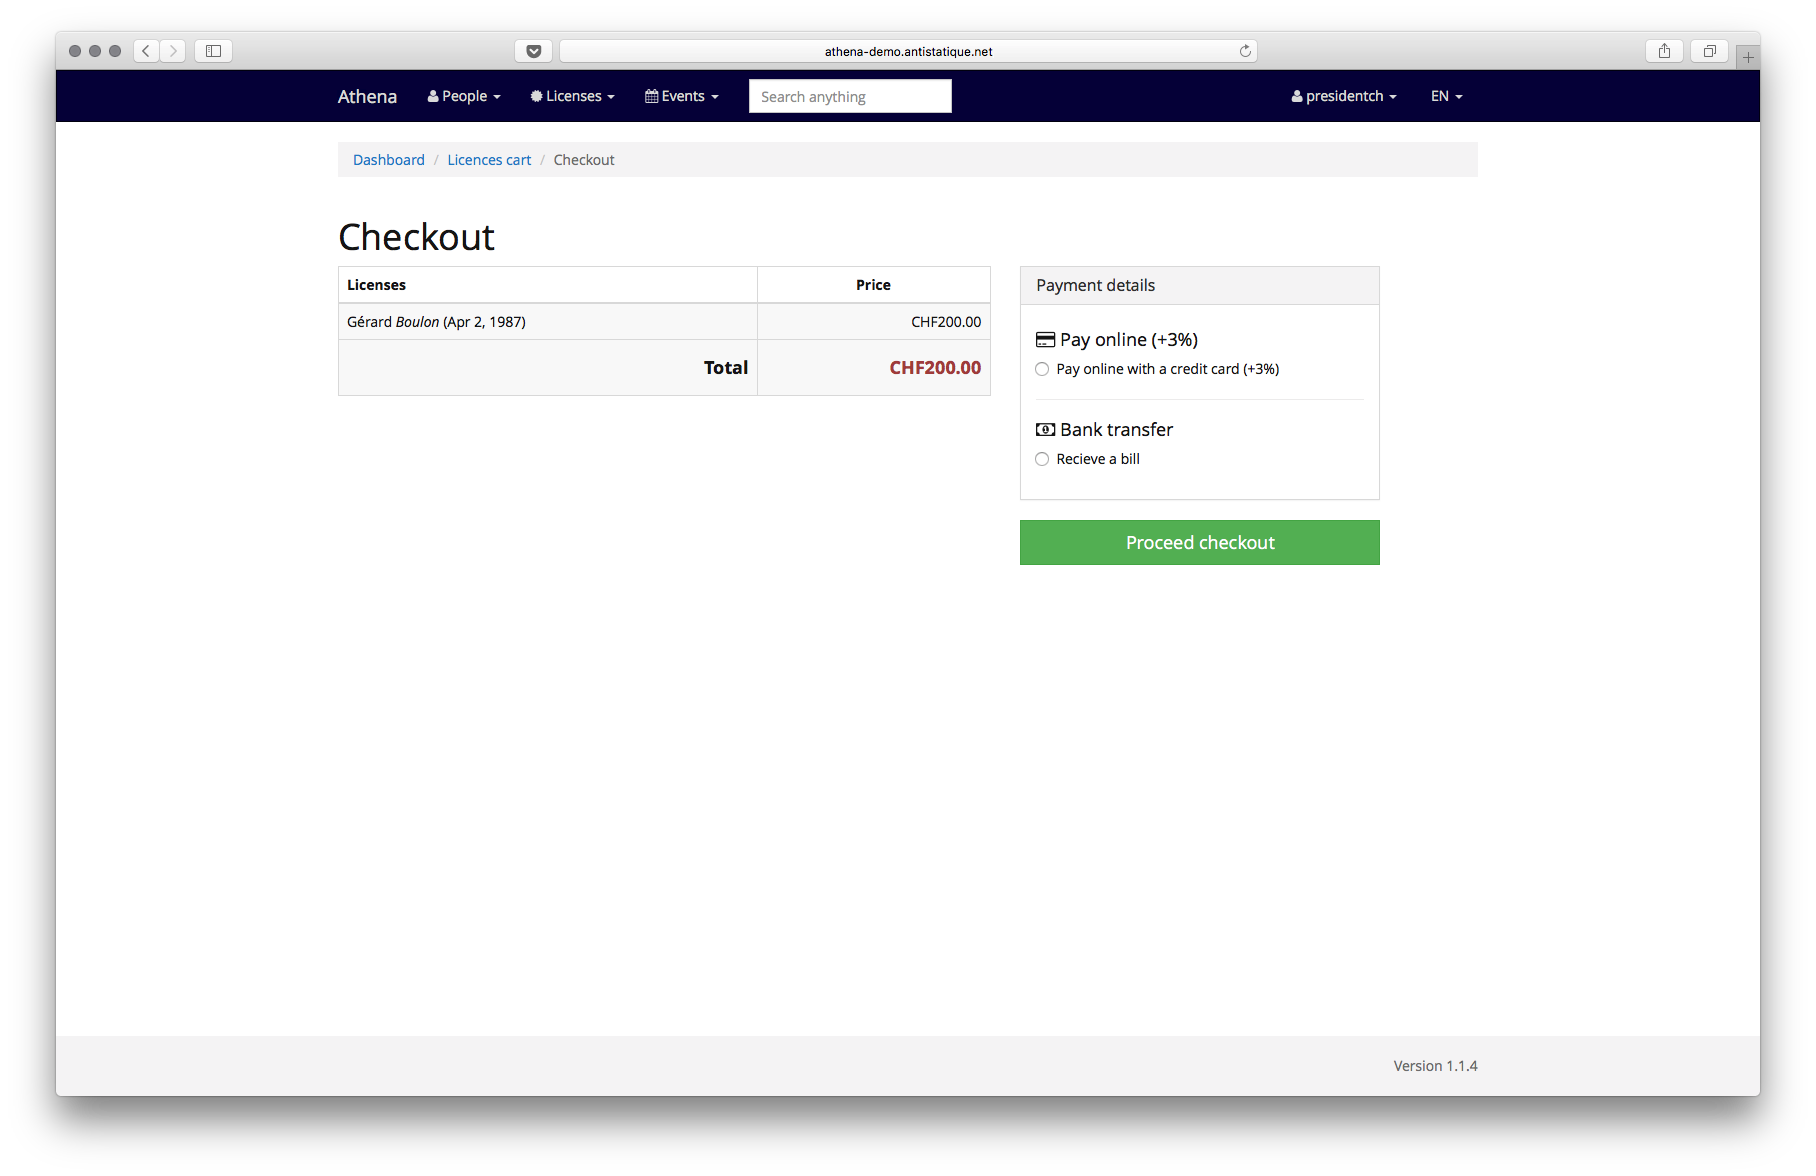 athena-demo.antistatique.net
Athena People Licenses Events Search anything presidentch EN
Dashboard / Licences cart / Checkout
Checkout
Licenses Price
Gérard Boulon (Apr 2, 1987) CHF200.00
Total CHF200.00
Payment details
Pay online (+3%)
Pay online with a credit card (+3%)
Bank transfer
Recieve a bill
Proceed checkout
Version 1.1.4